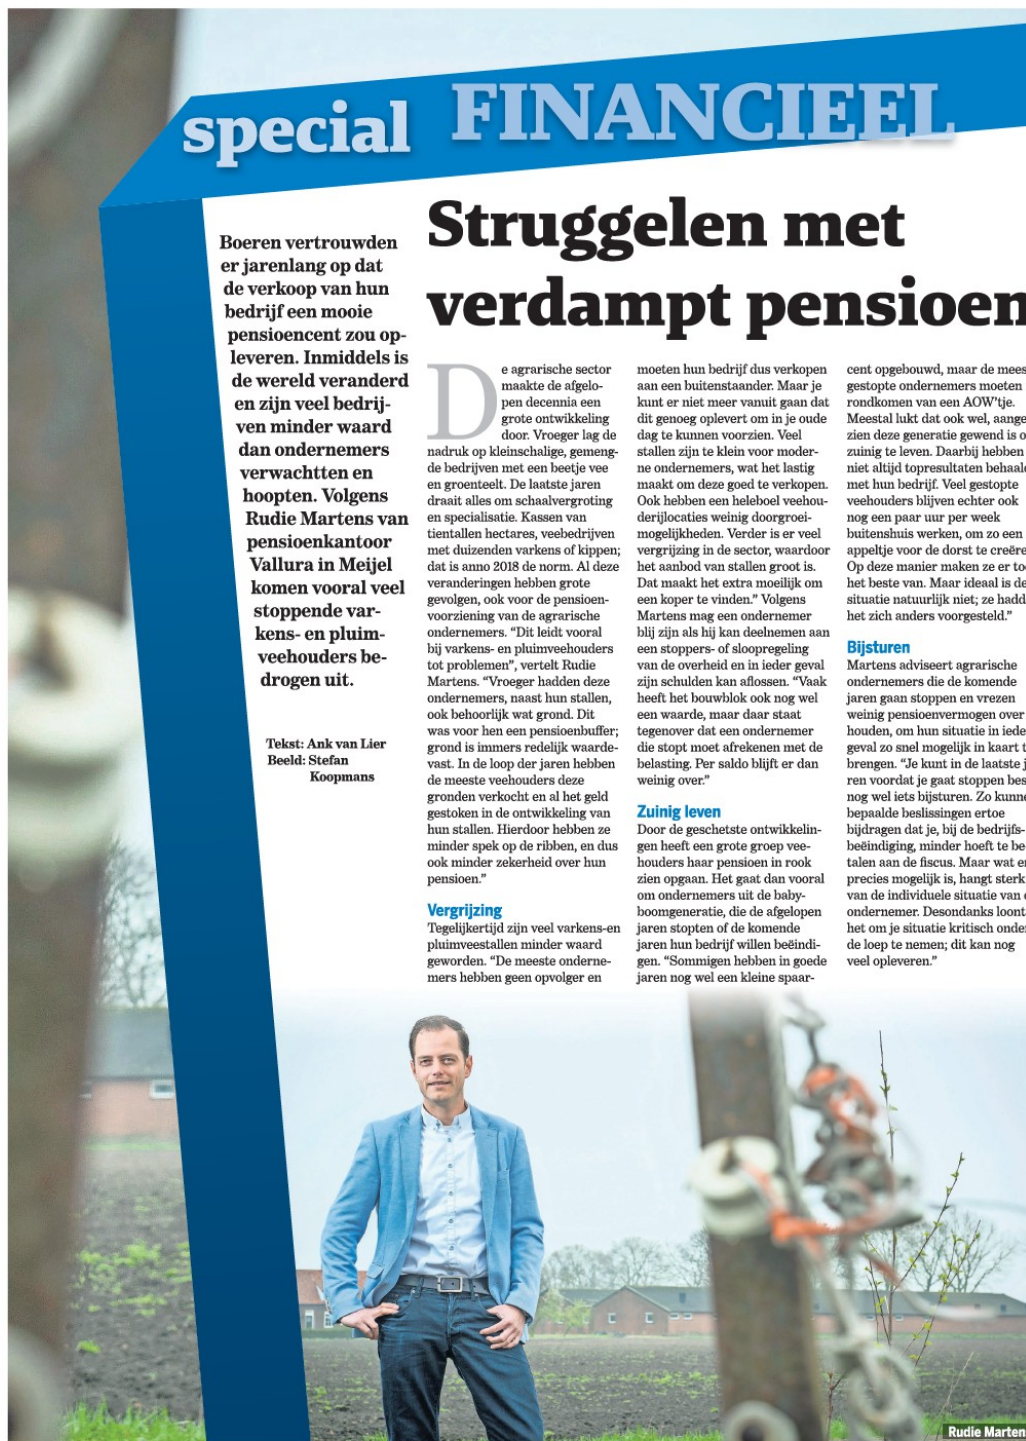 special FINANCIEEL
Struggelen met
verdampt pensioen
Boeren vertrouwden
er jarenlang op dat
de verkoop van hun
bedrijf een mooie
pensioencent zou op-
leveren. Inmiddels is
de wereld veranderd
en zijn veel bedrij-
ven minder waard
dan ondernemers
verwachtten en
hoopten. Volgens
Rudie Martens van
pensioenkantoor
Vallura in Meijel
komen vooral veel
stoppende var-
kens- en pluim-
veehouders be-
drogen uit.
Tekst: Ank van Lier
Beeld: Stefan
Koopmans
De agrarische sector
maakte de afgelo-
pen decennia een
grote ontwikkeling
door. Vroeger lag de
nadruk op kleinschalige, gemeng-
de bedrijven met een beetje vee
en groenteelt. De laatste jaren
draait alles om schaalvergroting
en specialisatie. Kassen van
tientallen hectares, veebedrijven
met duizenden varkens of kippen;
dat is anno 2018 de norm. Al deze
veranderingen hebben grote
gevolgen, ook voor de pensioen-
voorziening van de agrarische
ondernemers. “Dit leidt vooral
bij varkens- en pluimveehouders
tot problemen”, vertelt Rudie
Martens. “Vroeger hadden deze
ondernemers, naast hun stallen,
ook behoorlijk wat grond. Dit
was voor hen een pensioenbuffer;
grond is immers redelijk waarde-
vast. In de loop der jaren hebben
de meeste veehouders deze
gronden verkocht en al het geld
gestoken in de ontwikkeling van
hun stallen. Hierdoor hebben ze
minder spek op de ribben, en dus
ook minder zekerheid over hun
pensioen.”
Vergrijzing
Tegelijkertijd zijn veel varkens-en
pluimveestallen minder waard
geworden. “De meeste onderne-
mers hebben geen opvolger en
moeten hun bedrijf dus verkopen
aan een buitenstaander. Maar je
kunt er niet meer vanuit gaan dat
dit genoeg oplevert om in je oude
dag te kunnen voorzien. Veel
stallen zijn te klein voor moder-
ne ondernemers, wat het lastig
maakt om deze goed te verkopen.
Ook hebben een heleboel veehou-
derijlocaties weinig doorgroei-
mogelijkheden. Verder is er veel
vergrijzing in de sector, waardoor
het aanbod van stallen groot is.
Dat maakt het extra moeilijk om
een koper te vinden.” Volgens
Martens mag een ondernemer
blij zijn als hij kan deelnemen aan
een stoppers- of sloopregeling
van de overheid en in ieder geval
zijn schulden kan aflossen. “Vaak
heeft het bouwblok ook nog wel
een waarde, maar daar staat
tegenover dat een ondernemer
die stopt moet afrekenen met de
belasting. Per saldo blijft er dan
weinig over.”
Zuinig leven
Door de geschetste ontwikkelin-
gen heeft een grote groep vee-
houders haar pensioen in rook
zien opgaan. Het gaat dan vooral
om ondernemers uit de baby-
boomgeneratie, die de afgelopen
jaren stopten of de komende
jaren hun bedrijf willen beëindi-
gen. “Sommigen hebben in goede
jaren nog wel een kleine spaar-
cent opgebouwd, maar de mees
gestopte ondernemers moeten
rondkomen van een AOW’tje.
Meestal lukt dat ook wel, aange
zien deze generatie gewend is o
zuinig te leven. Daarbij hebben
niet altijd topresultaten behaald
met hun bedrijf. Veel gestopte
veehouders blijven echter ook
nog een paar uur per week
buitenshuis werken, om zo een
appeltje voor de dorst te creëre
Op deze manier maken ze er toc
het beste van. Maar ideaal is de
situatie natuurlijk niet; ze hadd
het zich anders voorgesteld.”
Bijsturen
Martens adviseert agrarische
ondernemers die de komende
jaren gaan stoppen en vrezen
weinig pensioenvermogen over
houden, om hun situatie in iede
geval zo snel mogelijk in kaart t
brengen. “Je kunt in de laatste j
ren voordat je gaat stoppen bes
nog wel iets bijsturen. Zo kunne
bepaalde beslissingen ertoe
bijdragen dat je, bij de bedrijfs-
beëindiging, minder hoeft te be-
talen aan de fiscus. Maar wat er
precies mogelijk is, hangt sterk
van de individuele situatie van d
ondernemer. Desondanks loont
het om je situatie kritisch onder
de loep te nemen; dit kan nog
veel opleveren.”
Rudie Marten